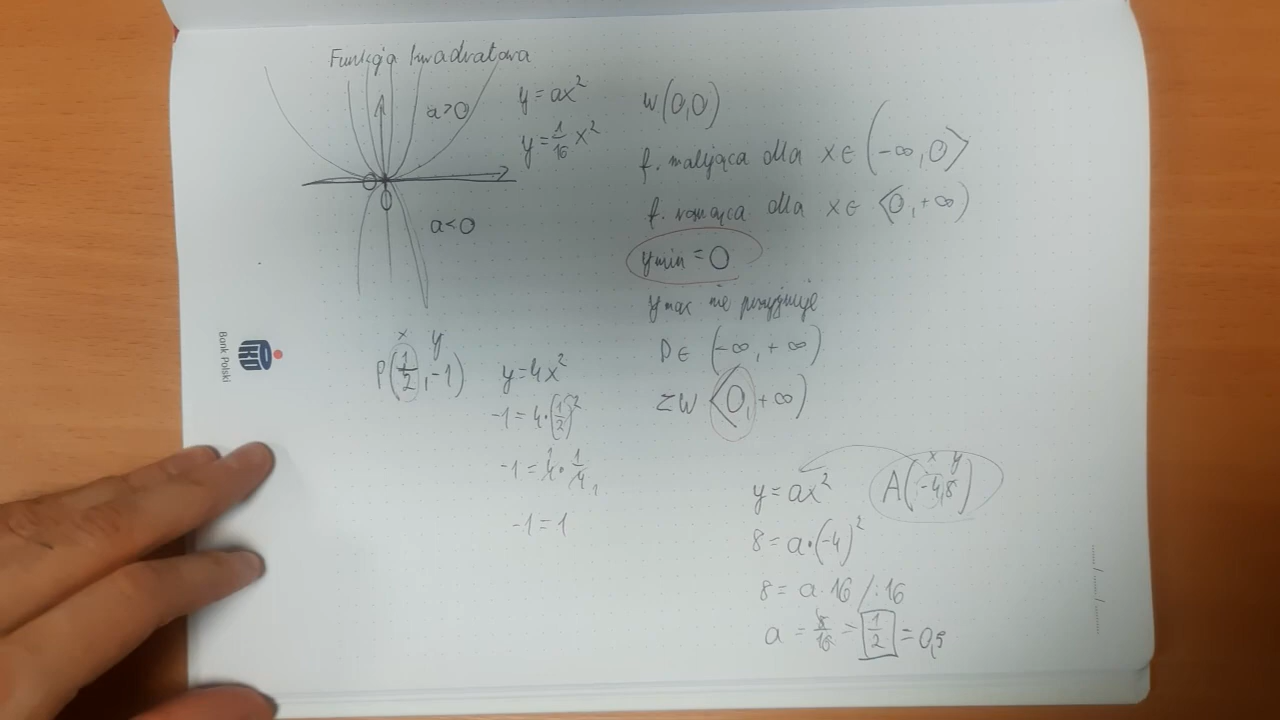 Funkcja kwadratowa
a>0
a<0
y = ax²
y = 1/16 x²
W(0,0)
f. malejąca dla x∈ (-∞, 0>
f. rosnąca dla x∈ <0, +∞)
ymin = 0
ymax nie przyjmuje
D∈ (-∞, +∞)
ZW <0, +∞)
x y
P(1/2, -1)
y = 4x²
-1 = 4·(1/2)²
-1 = 4·1/4
1 1
-1 = 1
x y
y = ax² A(-4,8)
8 = a·(-4)²
8 = a·16 /:16
a = 8/16 = 1/2 = 0,5
Bank Polski
....../....../.........